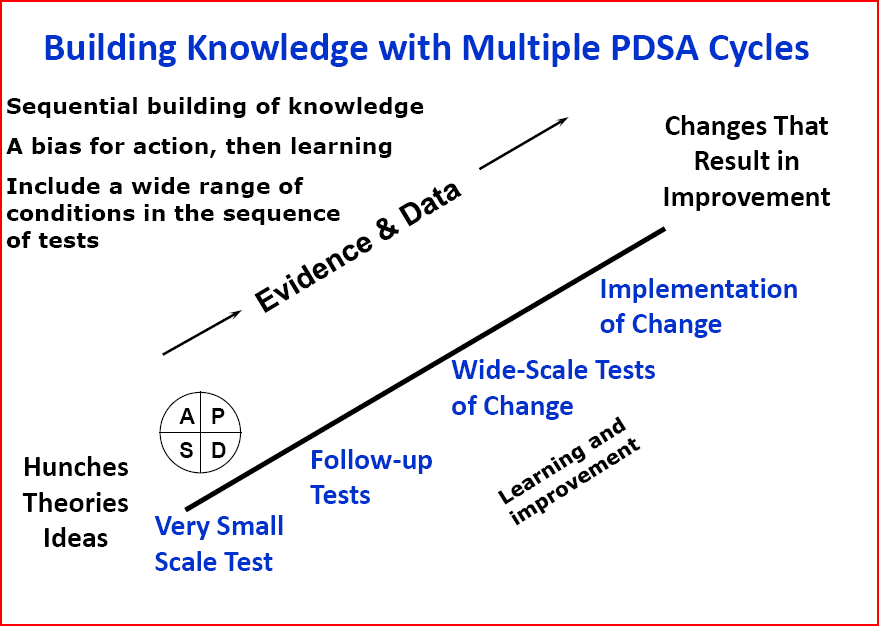 Building Knowledge with Multiple PDSA Cycles
Sequential building of knowledge
A bias for action, then learning
Include a wide range of
conditions in the sequence
of tests
Evidence & Data
Changes That
Result in
Improvement
Implementation
of Change
Wide-Scale Tests
of Change
A P
S D
Follow-up
Tests
Learning and
improvement
Hunches
Theories
Ideas
Very Small
Scale Test